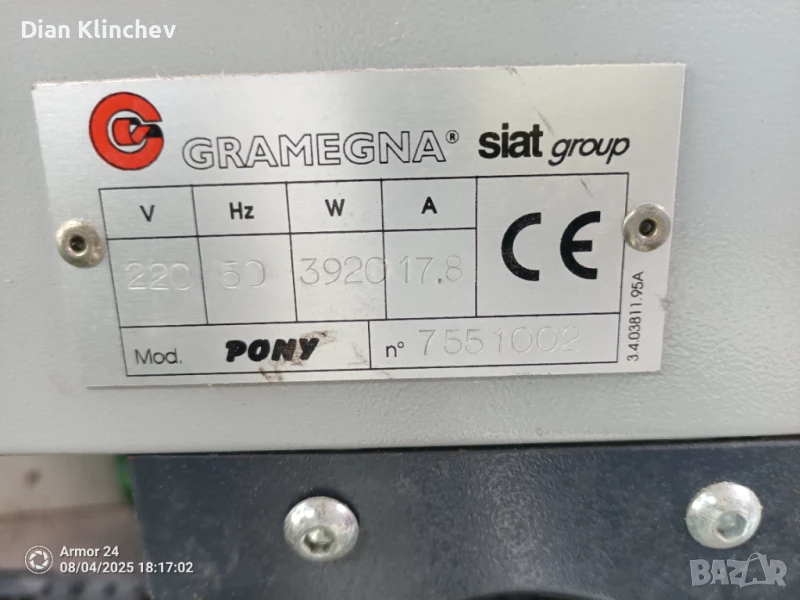 Dian Klinchev
GRAMEGNA® siat group
V Hz W A
220 50 3920 17.8 CE
Mod. PONY n° 7551002
3.4.03811.95A
Armor 24
08/04/2025 18:17:02
BAZAR